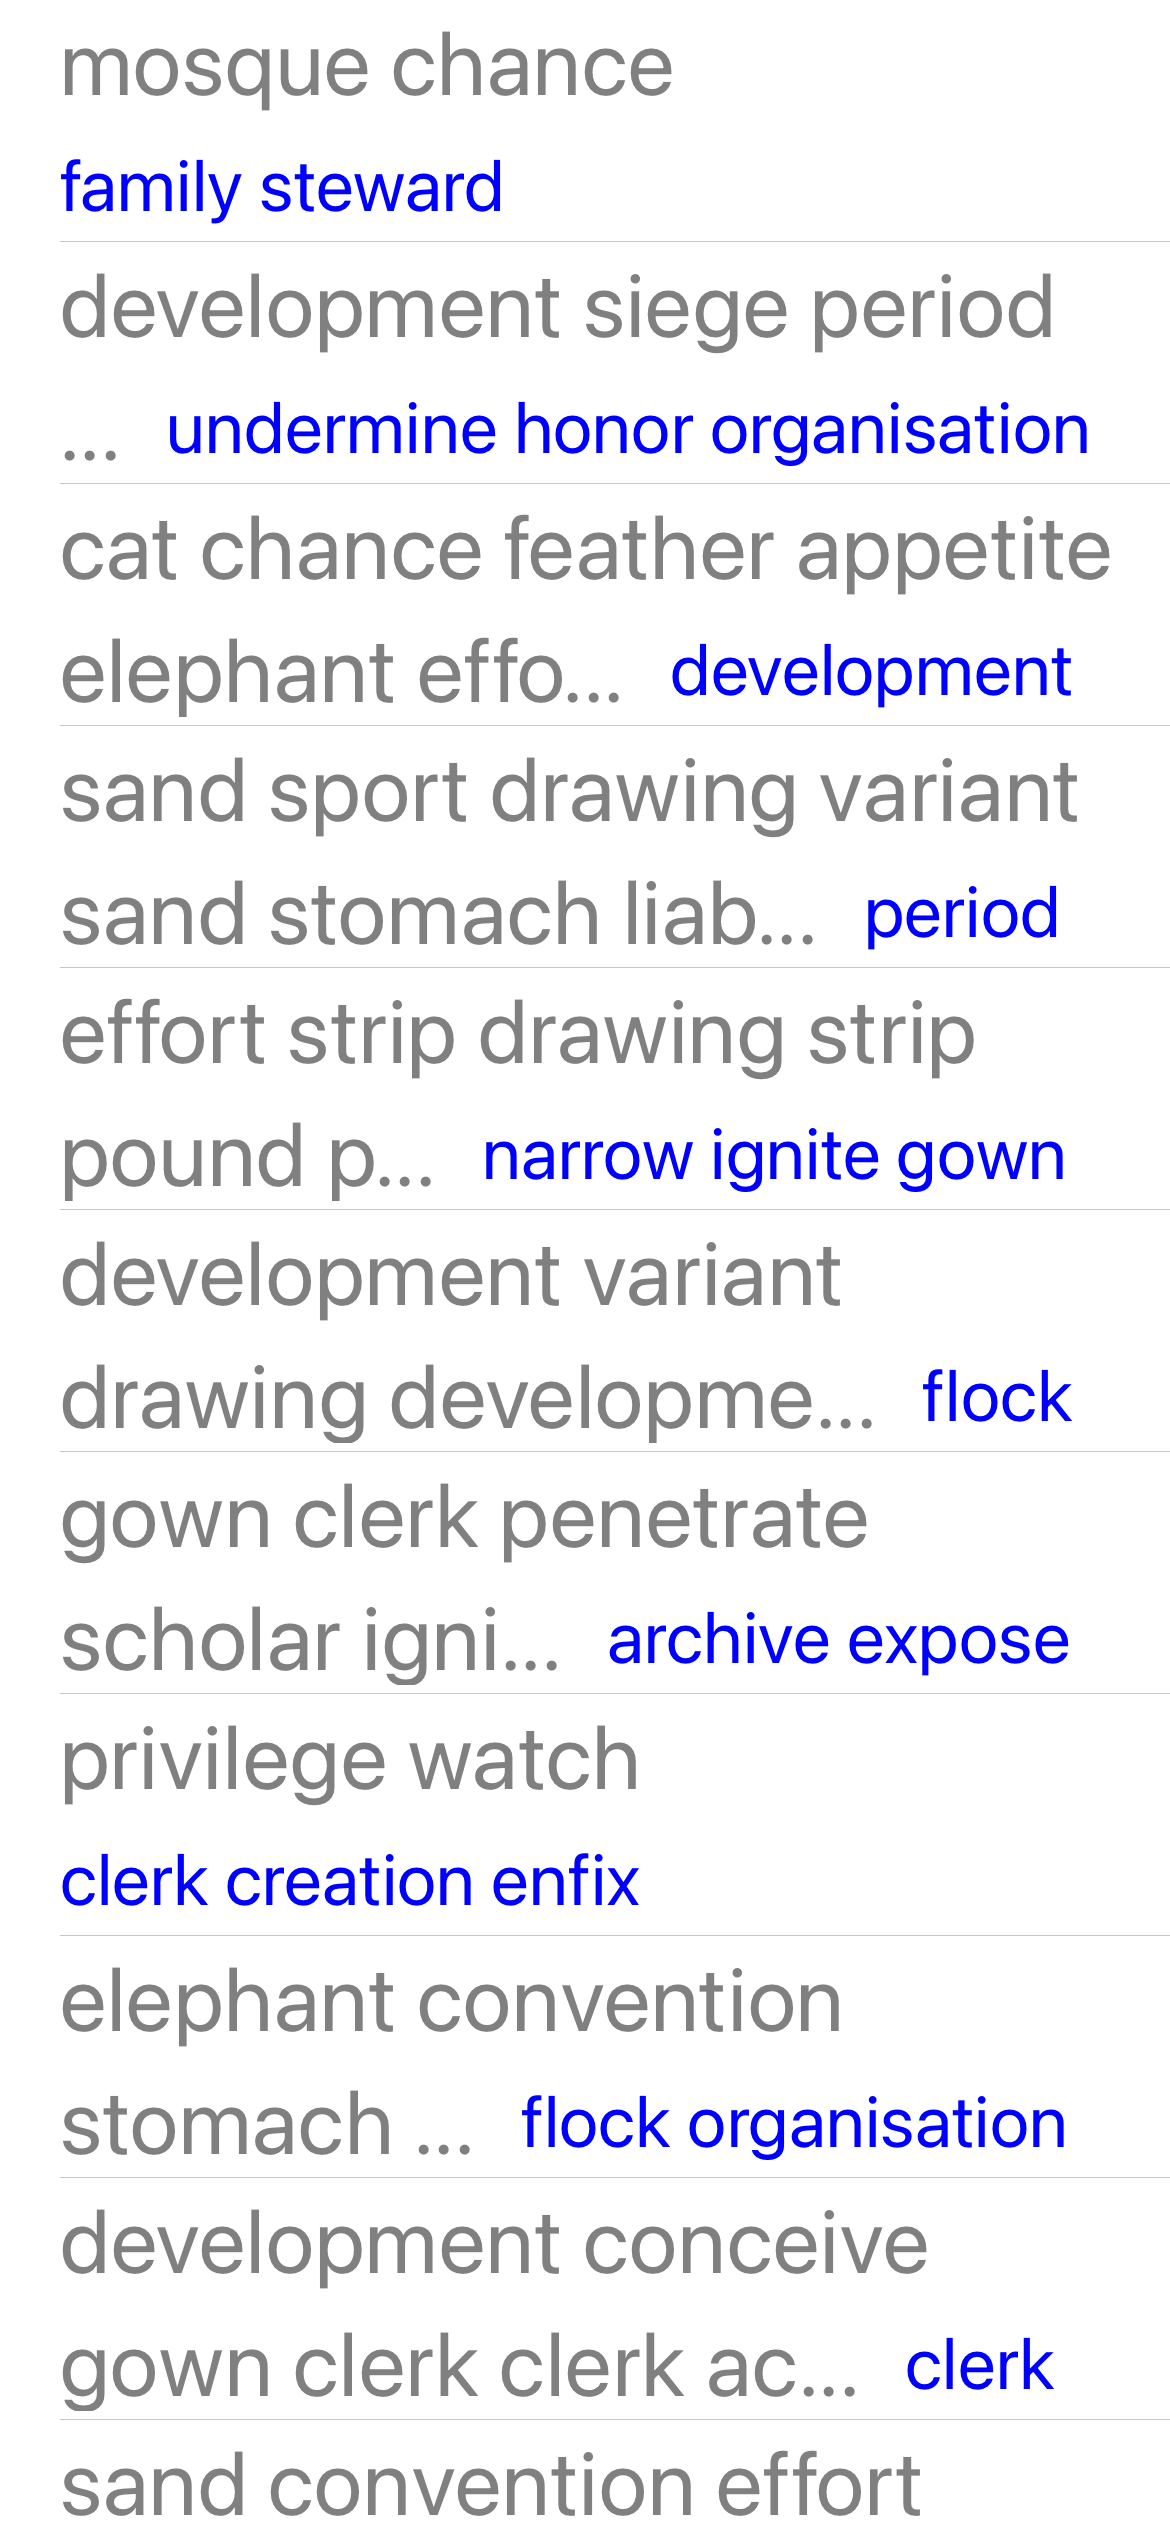 mosque chance
family steward
development siege period
... undermine honor organisation
cat chance feather appetite
elephant effo... development
sand sport drawing variant
sand stomach liab... period
effort strip drawing strip
pound p... narrow ignite gown
development variant
drawing developme... flock
gown clerk penetrate
scholar igni... archive expose
privilege watch
clerk creation enfix
elephant convention
stomach ... flock organisation
development conceive
gown clerk clerk ac... clerk
sand convention effort